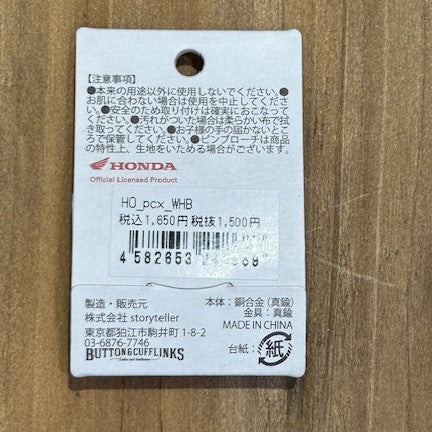 【注意事項】
●本来の用途以外に使用しないでください。●
お肌に合わない場合は使用を中止してくださ
い。●安全のため取り付けは確実におこなって
ください。●汚れがついた場合は柔らかい布で拭
き取ってください。●お子様の手の届かないとこ
ろで保管してください。●ピンブローチは商品
の特性上、生地をいためる場合がございます。
HONDA
Official Licensed Product
HO_pcx_WHB
税込1,650円 税抜1,500円
4 582653
製造・販売元
株式会社 storyteller
東京都狛江市駒井町 1-8-2
03-6876-7746
BUTTON&CUFFLINKS
Ladies and Gentlemen
本体：銅合金（真鍮）
金具：真鍮
MADE IN CHINA
台紙： 紙